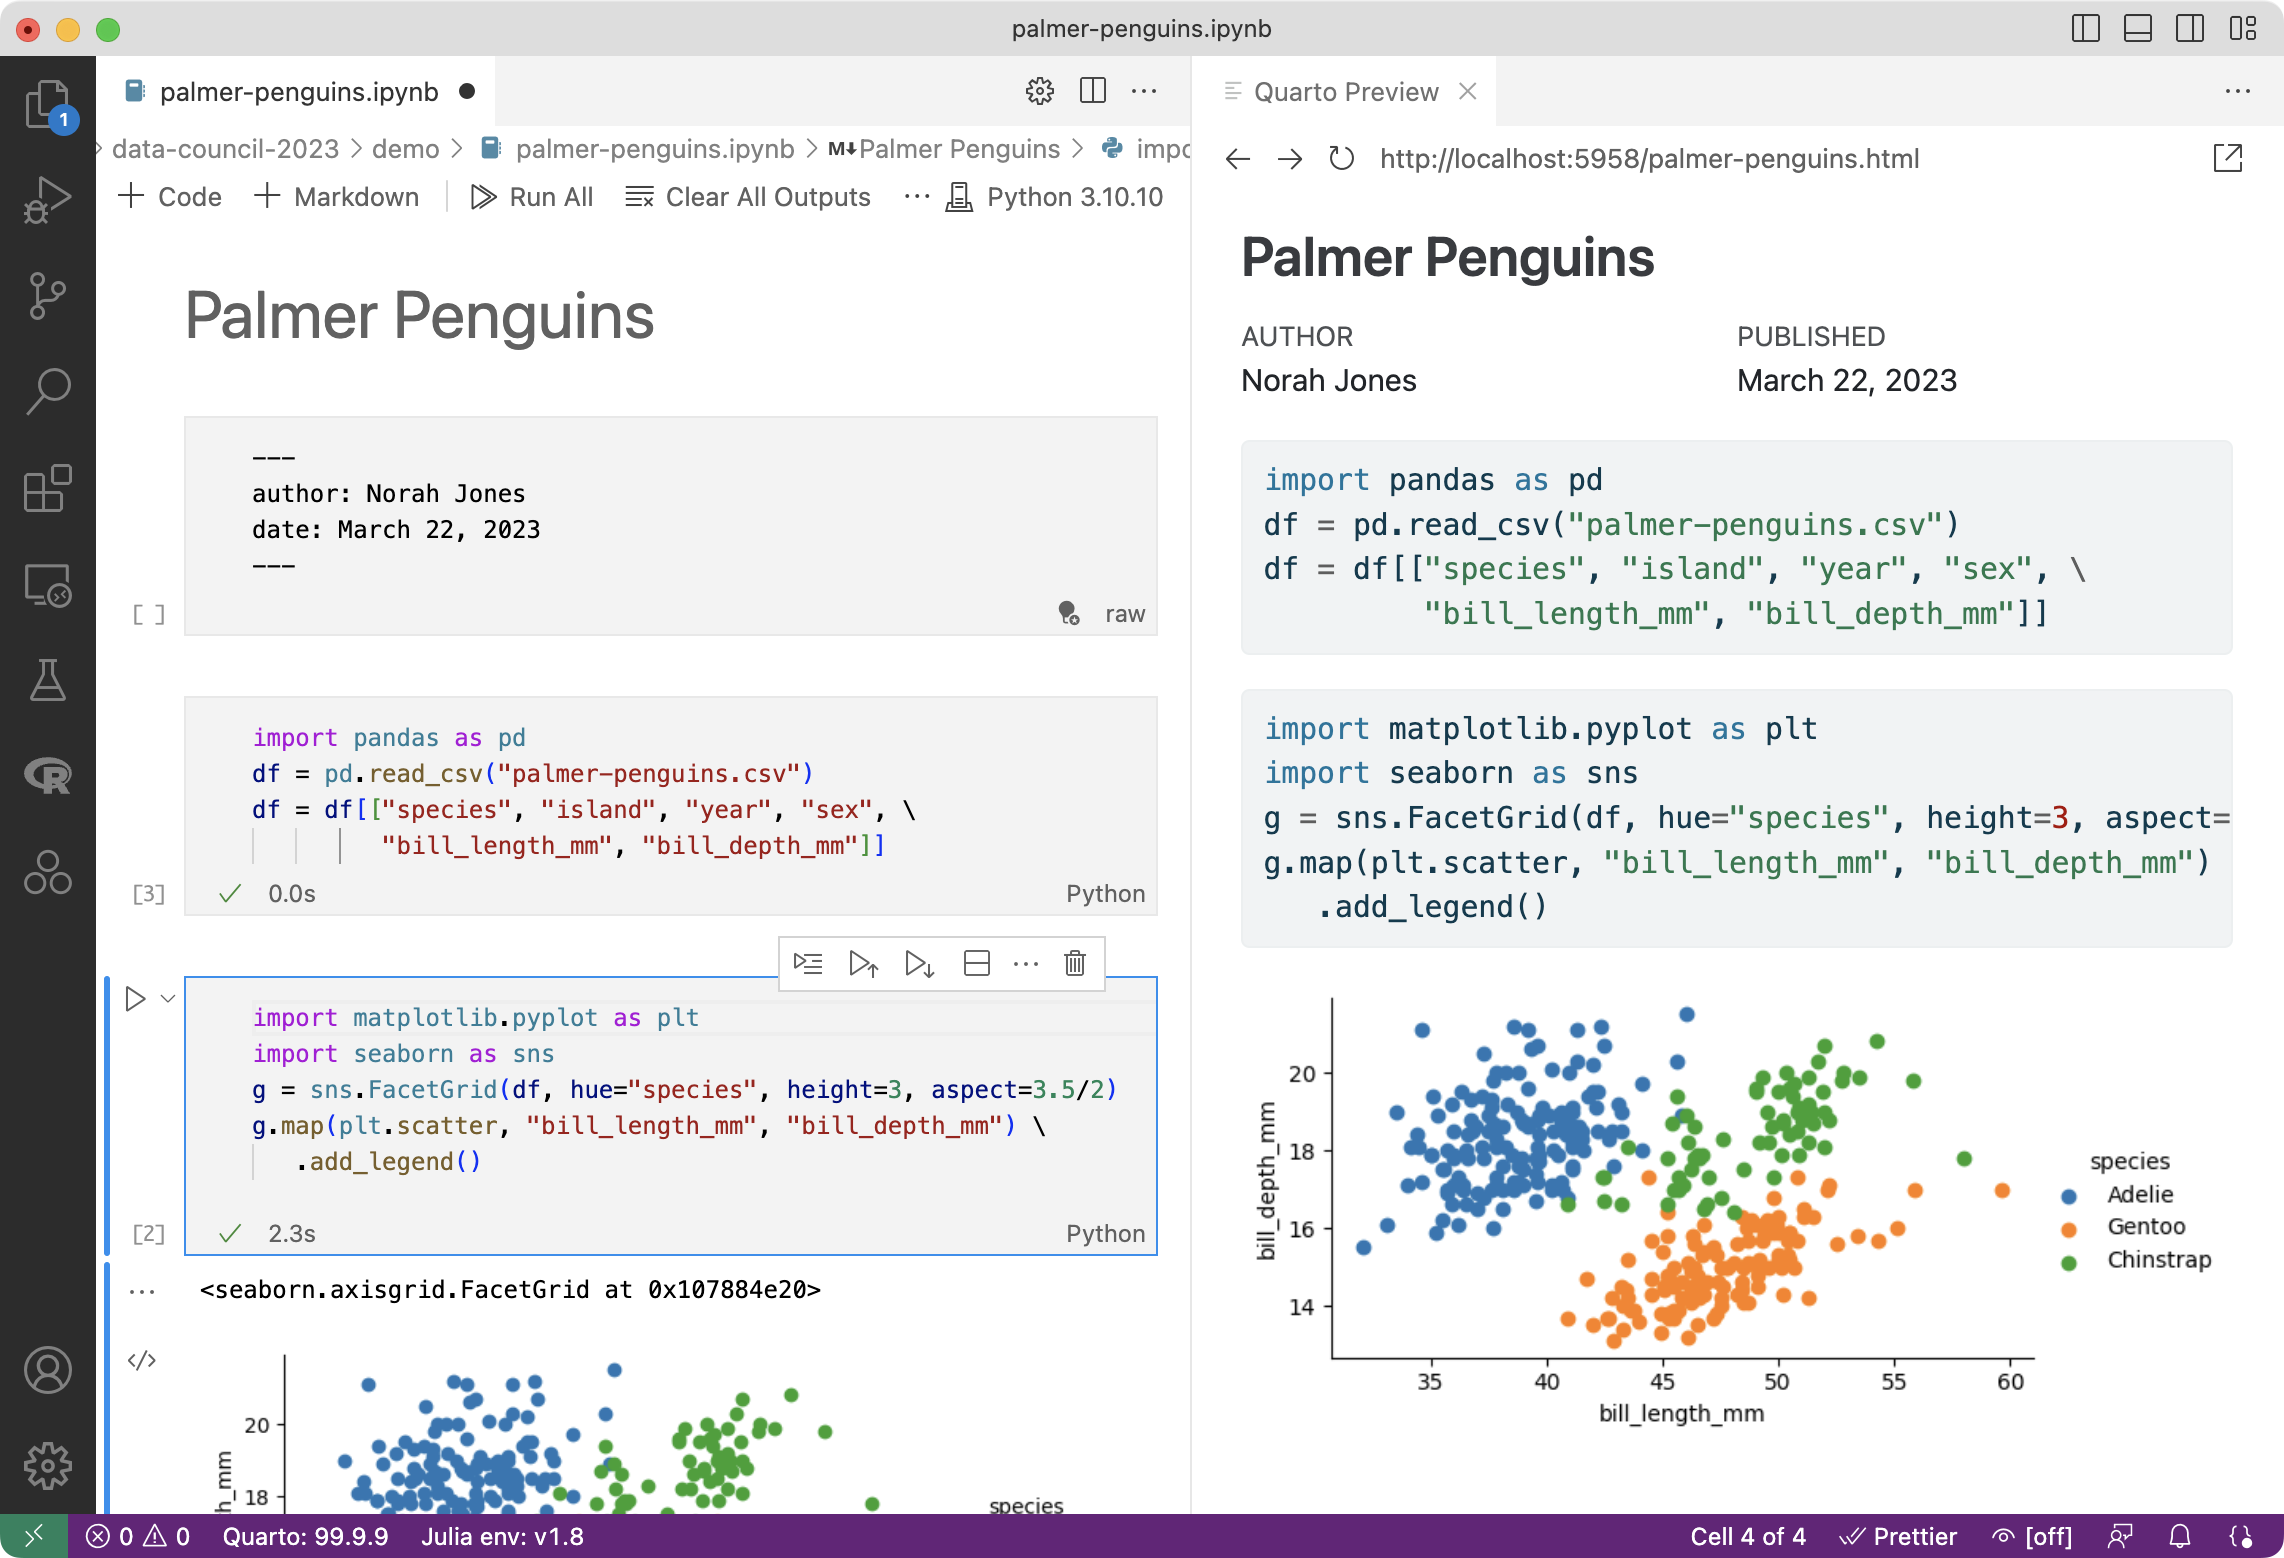 palmer-penguins.ipynb
palmer-penguins.ipynb
1
data-council-2023 > demo > palmer-penguins.ipynb > M↓Palmer Penguins >
Code Markdown Run All Clear All Outputs ... Python 3.10.10
Palmer Penguins
---
author: Norah Jones
date: March 22, 2023
---
[ ] raw
import pandas as pd
df = pd.read_csv("palmer-penguins.csv")
df = df[["species", "island", "year", "sex", \
"bill_length_mm", "bill_depth_mm"]]
[3] 0.0s Python
import matplotlib.pyplot as plt
import seaborn as sns
g = sns.FacetGrid(df, hue="species", height=3, aspect=3.5/2)
g.map(plt.scatter, "bill_length_mm", "bill_depth_mm") \
.add_legend()
[2] 2.3s Python
<seaborn.axisgrid.FacetGrid at 0x107884e20>
20
18
h_mm
species
Quarto Preview
http://localhost:5958/palmer-penguins.html
Palmer Penguins
AUTHOR PUBLISHED
Norah Jones March 22, 2023
import pandas as pd
df = pd.read_csv("palmer-penguins.csv")
df = df[["species", "island", "year", "sex", \
"bill_length_mm", "bill_depth_mm"]]
import matplotlib.pyplot as plt
import seaborn as sns
g = sns.FacetGrid(df, hue="species", height=3, aspect=
g.map(plt.scatter, "bill_length_mm", "bill_depth_mm")
.add_legend()
20
18
16
14
bill_depth_mm
35 40 45 50 55 60
bill_length_mm
species
Adelie
Gentoo
Chinstrap
0 0 Quarto: 99.9.9 Julia env: v1.8 Cell 4 of 4 Prettier [off]